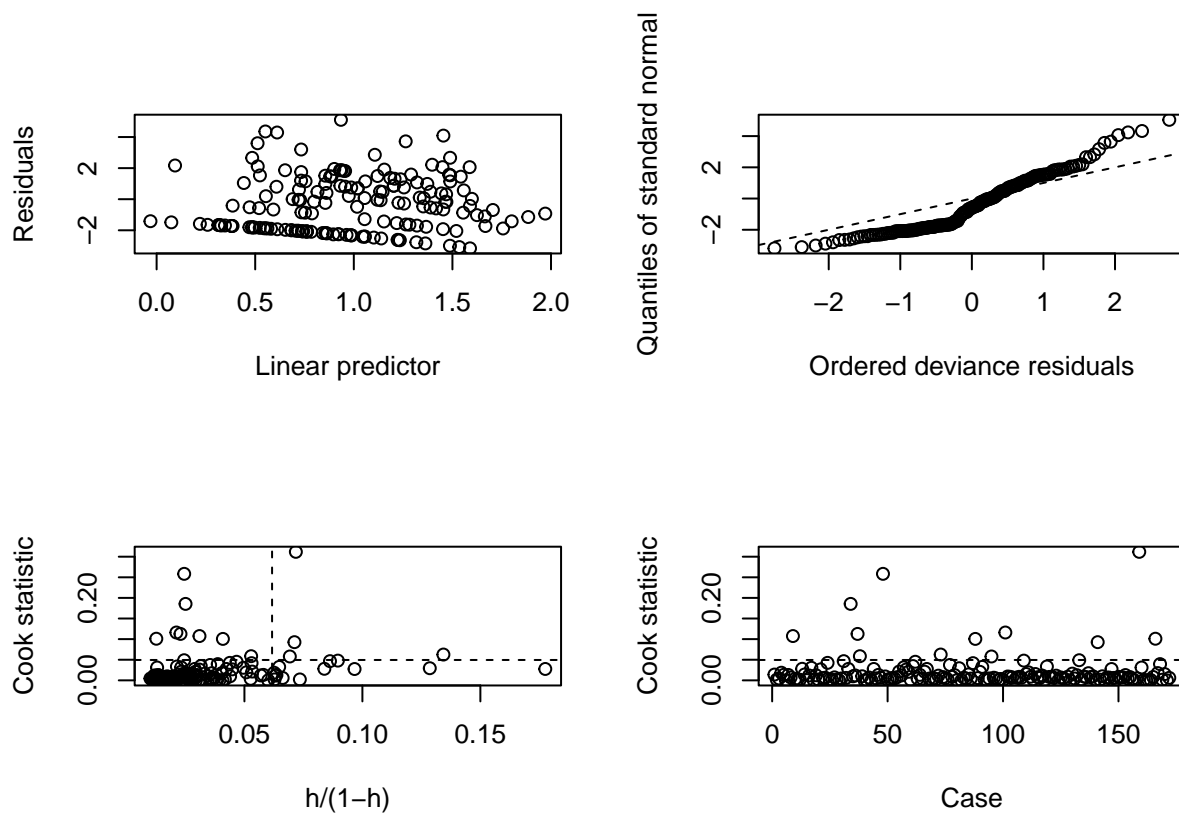 Residuals
2
−2
0.0 0.5 1.0 1.5 2.0
Linear predictor
Quantiles of standard normal
2
−2
−2 −1 0 1 2
Ordered deviance residuals
Cook statistic
0.20
0.00
0.05 0.10 0.15
h/(1−h)
Cook statistic
0.20
0.00
0 50 100 150
Case